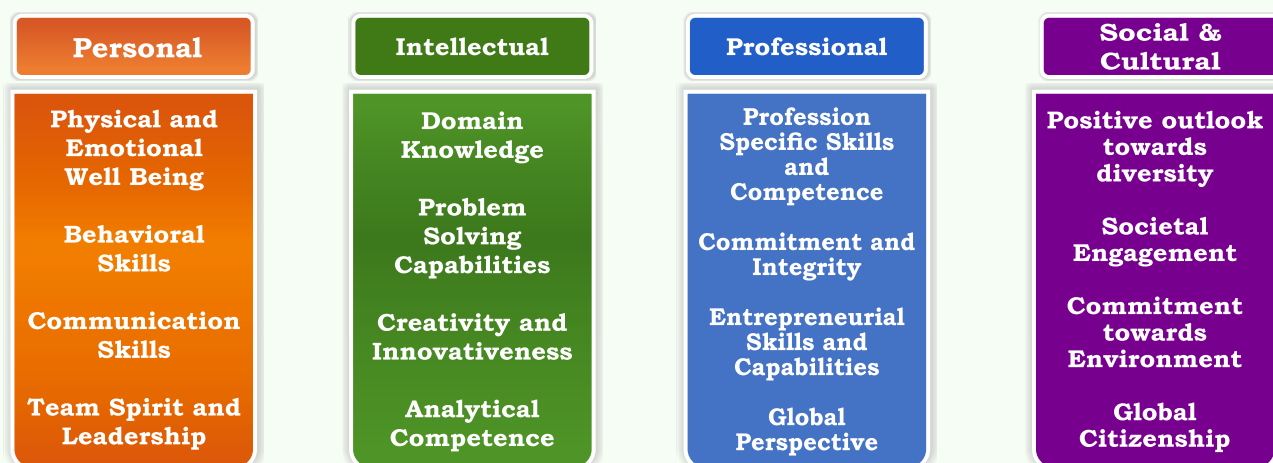 Personal
Physical and
Emotional
Well Being
Behavioral
Skills
Communication
Skills
Team Spirit and
Leadership
Intellectual
Domain
Knowledge
Problem
Solving
Capabilities
Creativity and
Innovativeness
Analytical
Competence
Professional
Profession
Specific Skills
and
Competence
Commitment and
Integrity
Entrepreneurial
Skills and
Capabilities
Global
Perspective
Social &
Cultural
Positive outlook
towards
diversity
Societal
Engagement
Commitment
towards
Environment
Global
Citizenship